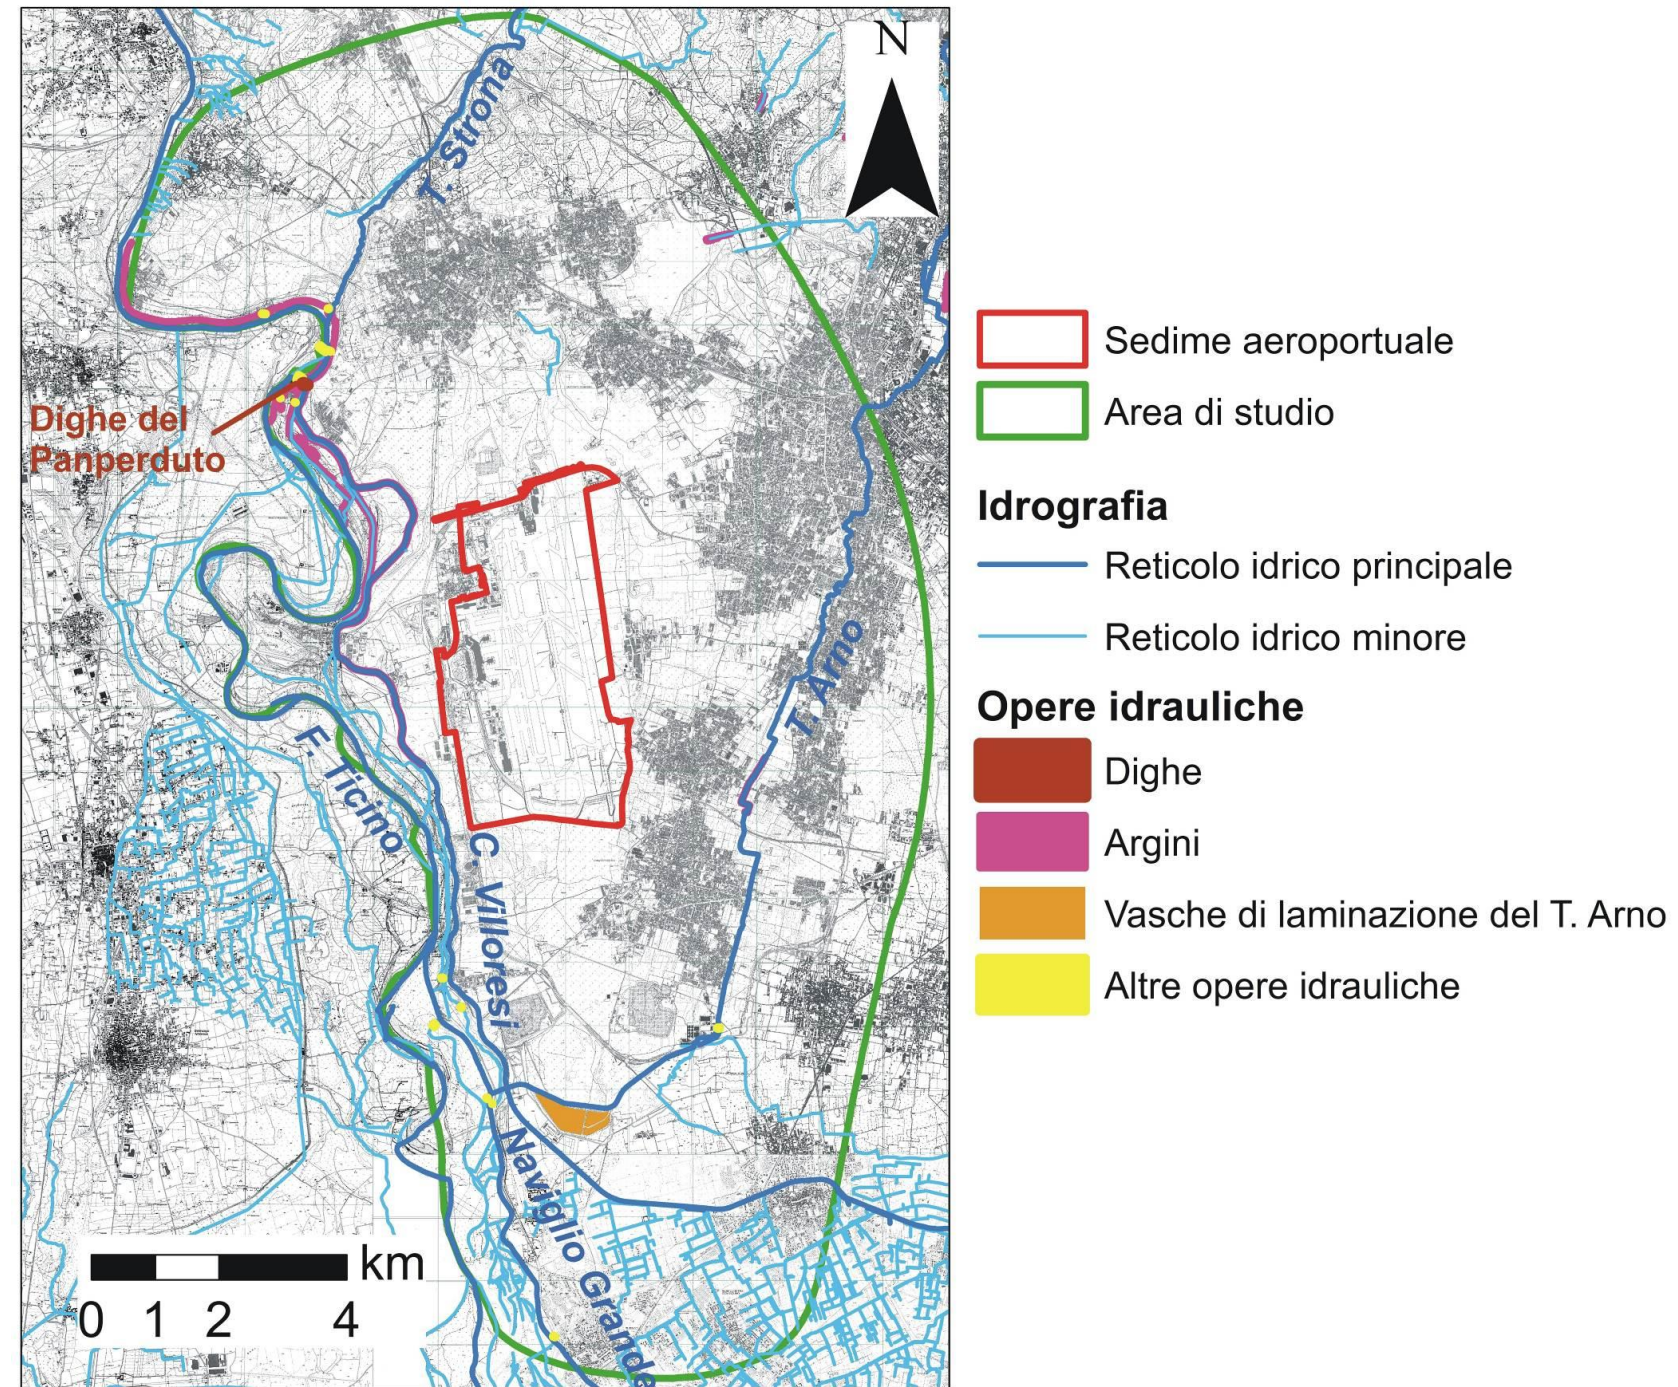 N
T. Strona
Dighe del
Panperduto
T. Arno
F. Ticino
C. Villoresi
Naviglio Grande
km
0 1 2 4
Sedime aeroportuale
Area di studio
Idrografia
Reticolo idrico principale
Reticolo idrico minore
Opere idrauliche
Dighe
Argini
Vasche di laminazione del T. Arno
Altre opere idrauliche